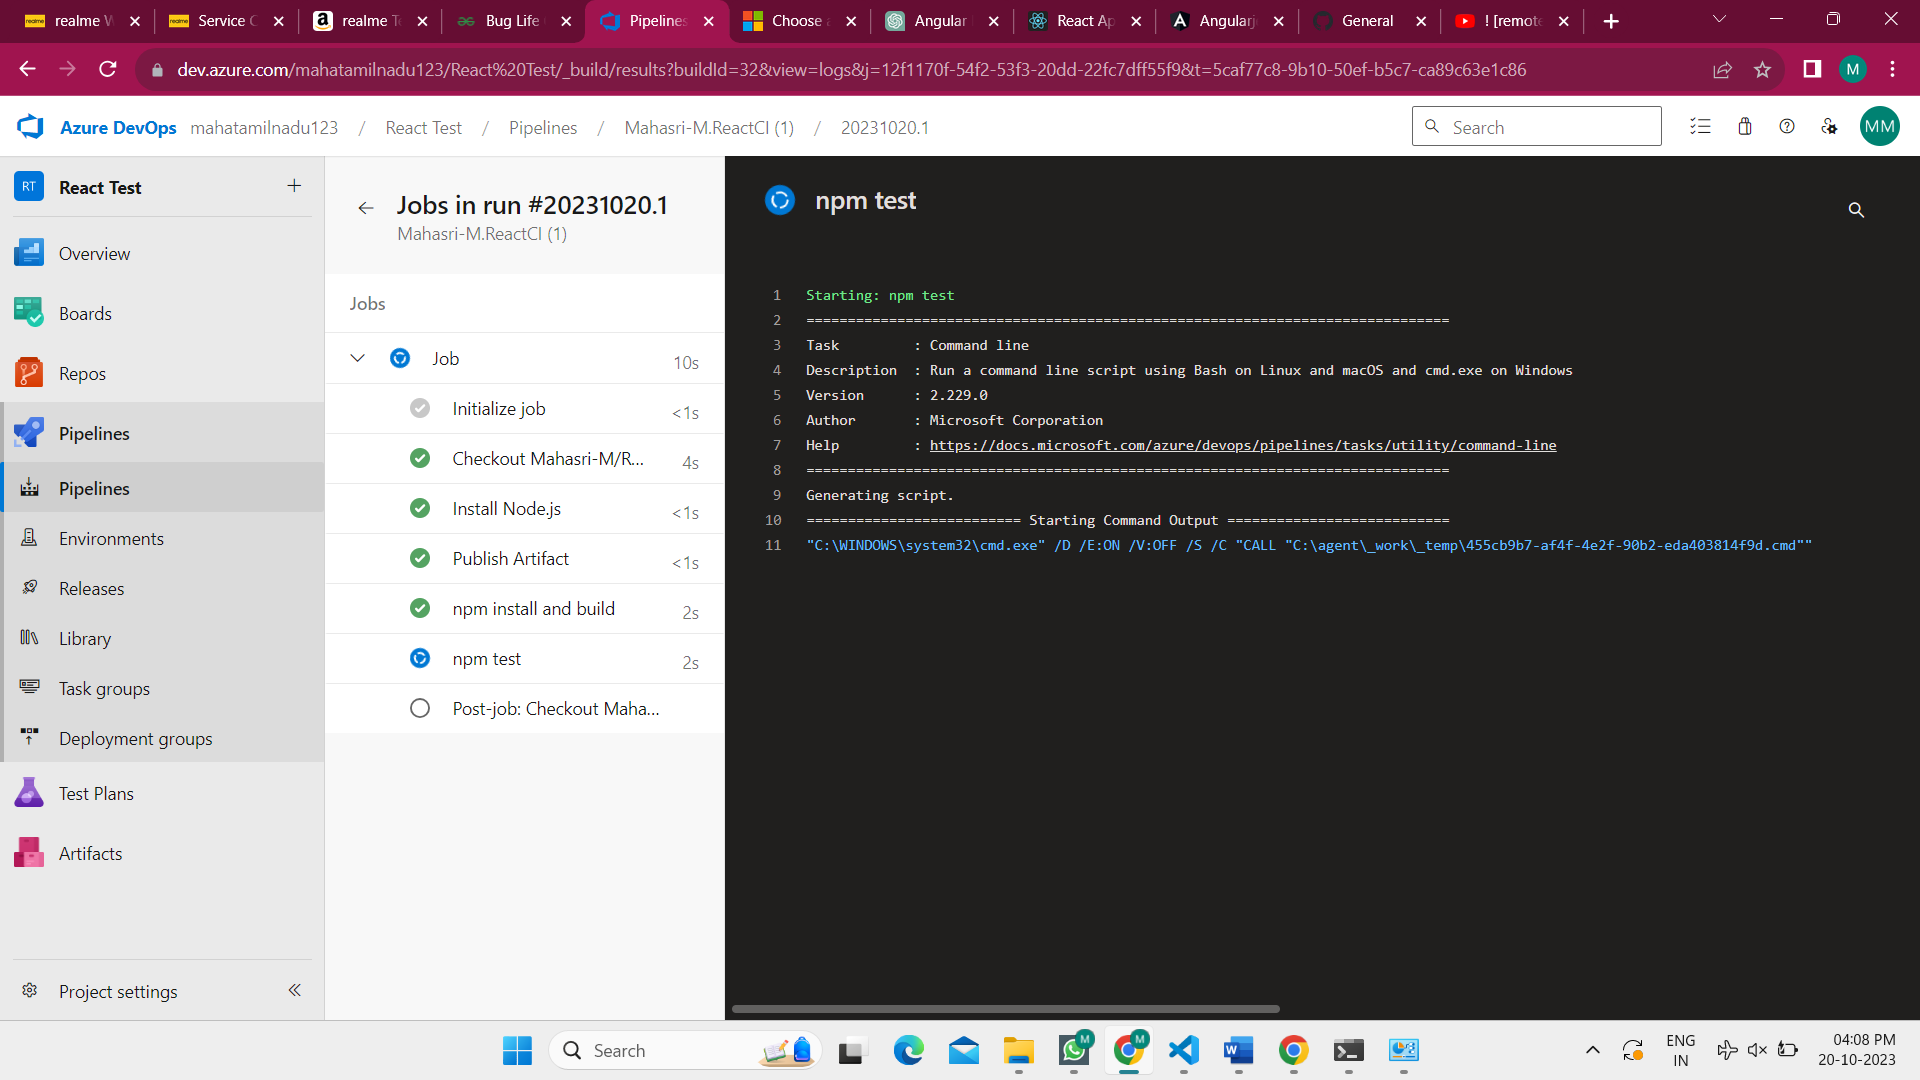 realme W
Service C
realme Te
Bug Life
Pipelines
Choose a
Angular
React Ap
Angularj
General
! [remote
dev.azure.com/mahatamilnadu123/React%20Test/_build/results?buildId=32&view=logs&j=12f1170f-54f2-53f3-20dd-22fc7dff55f9&t=5caf77c8-9b10-50ef-b5c7-ca89c63e1c86
M
Azure DevOps mahatamilnadu123 / React Test / Pipelines / Mahasri-M.ReactCI (1) / 20231020.1
Search
MM
RT React Test
Overview
Boards
Repos
Pipelines
Pipelines
Environments
Releases
Library
Task groups
Deployment groups
Test Plans
Artifacts
Project settings
Jobs in run #20231020.1
Mahasri-M.ReactCI (1)
Jobs
Job 10s
Initialize job <1s
Checkout Mahasri-M/R... 4s
Install Node.js <1s
Publish Artifact <1s
npm install and build 2s
npm test 2s
Post-job: Checkout Maha...
npm test
1 Starting: npm test
2 ==============================================================================
3 Task : Command line
4 Description : Run a command line script using Bash on Linux and macOS and cmd.exe on Windows
5 Version : 2.229.0
6 Author : Microsoft Corporation
7 Help : https://docs.microsoft.com/azure/devops/pipelines/tasks/utility/command-line
8 ==============================================================================
9 Generating script.
10 ========================== Starting Command Output ===========================
11 "C:\WINDOWS\system32\cmd.exe" /D /E:ON /V:OFF /S /C "CALL "C:\agent\_work\_temp\455cb9b7-af4f-4e2f-90b2-eda403814f9d.cmd""
Search
M
M
ENG
IN
04:08 PM
20-10-2023